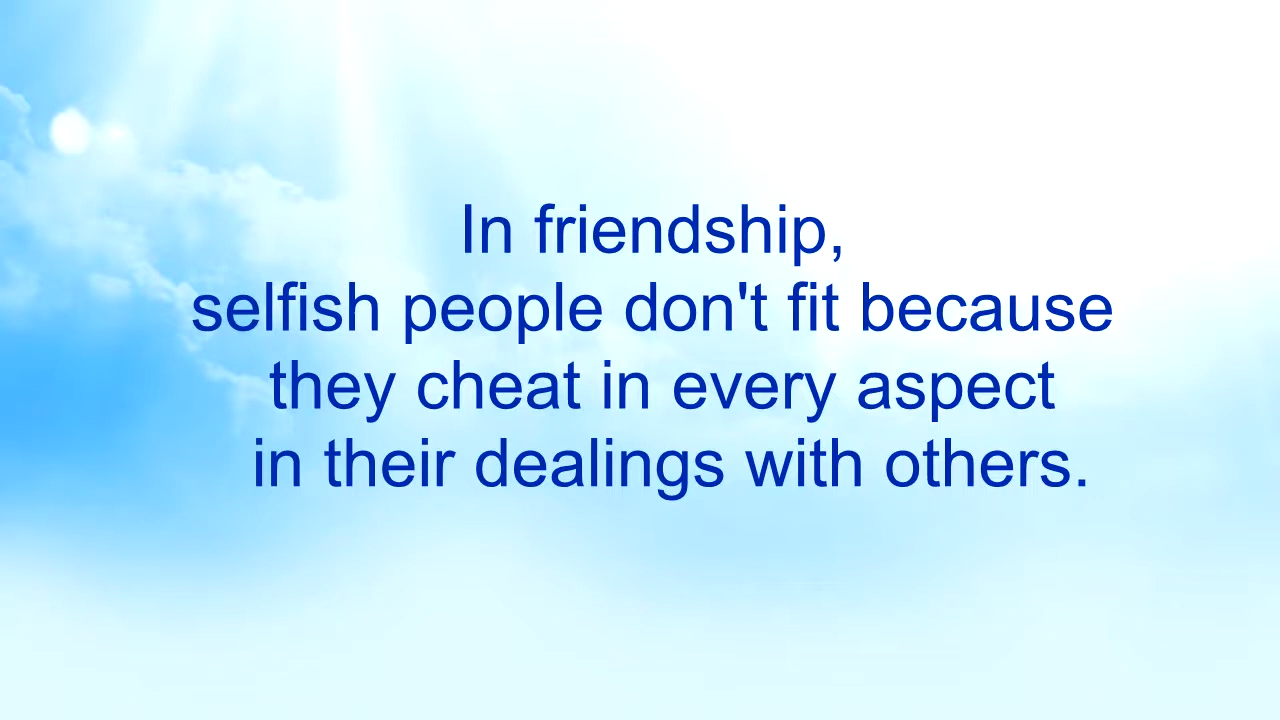 In friendship,
selfish people don't fit because
they cheat in every aspect
in their dealings with others.